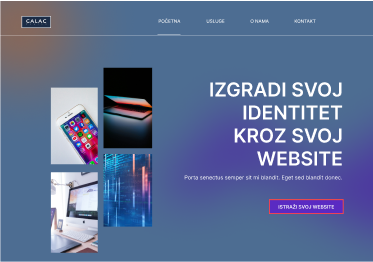 CALAC
POČETNA
USLUGE
O NAMA
KONTAKT
IZGRADI SVOJ
IDENTITET
KROZ SVOJ
WEBSITE
Porta senectus semper sit mi blandit. Eget sed blandit donec.
ISTRAŽI SVOJ WEBSITE